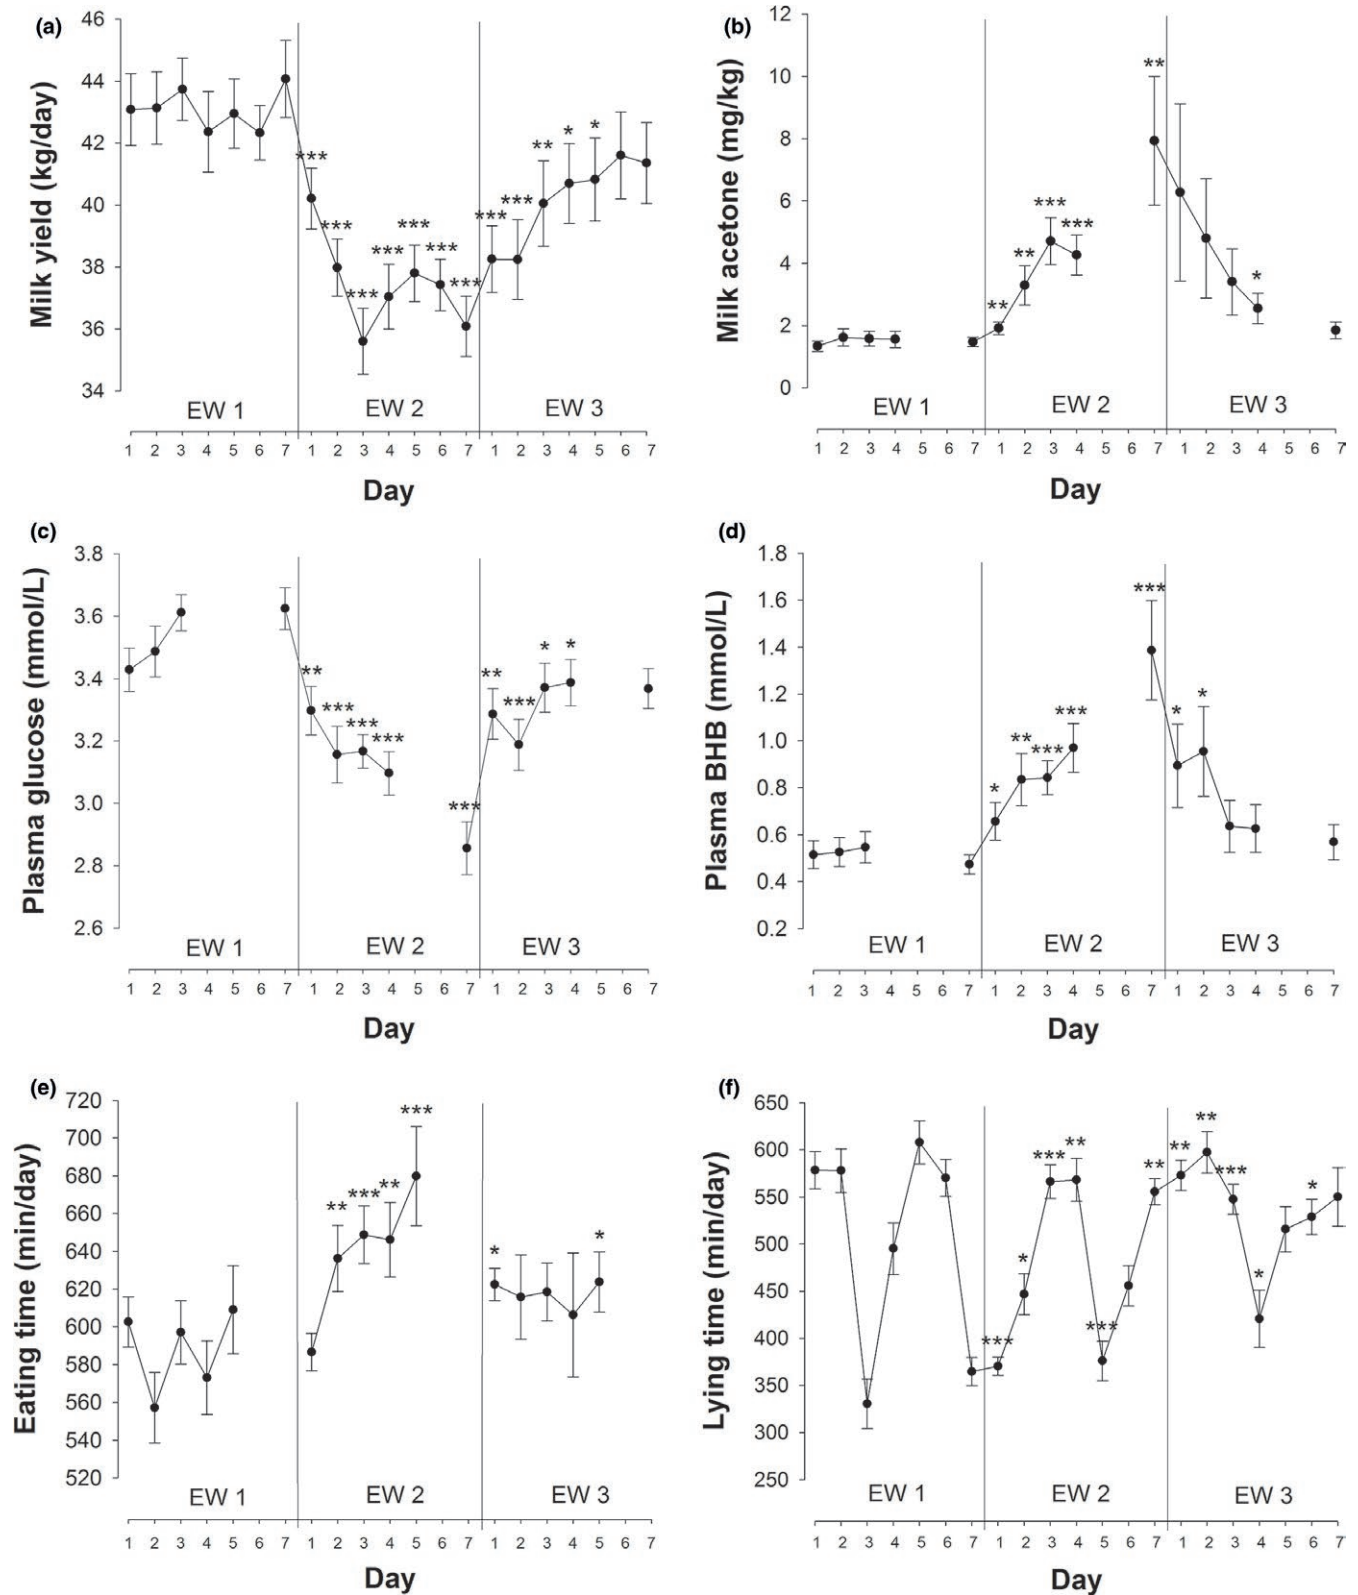 (a)
Milk yield (kg/day)
46
44
42
40
38
36
34
***
***
***
***
***
***
***
***
***
**
*
*
EW 1
EW 2
EW 3
1 2 3 4 5 6 7 1 2 3 4 5 6 7 1 2 3 4 5 6 7
Day
(b)
Milk acetone (mg/kg)
12
10
8
6
4
2
0
**
**
***
***
**
*
EW 1
EW 2
EW 3
1 2 3 4 5 6 7 1 2 3 4 5 6 7 1 2 3 4 5 6 7
Day
(c)
Plasma glucose (mmol/L)
3.8
3.6
3.4
3.2
3.0
2.8
2.6
**
***
***
***
***
**
***
*
*
EW 1
EW 2
EW 3
1 2 3 4 5 6 7 1 2 3 4 5 6 7 1 2 3 4 5 6 7
Day
(d)
Plasma BHB (mmol/L)
1.8
1.6
1.4
1.2
1.0
0.8
0.6
0.4
0.2
*
**
***
***
***
*
*
EW 1
EW 2
EW 3
1 2 3 4 5 6 7 1 2 3 4 5 6 7 1 2 3 4 5 6 7
Day
(e)
Eating time (min/day)
720
700
680
660
640
620
600
580
560
540
520
**
***
**
***
*
*
EW 1
EW 2
EW 3
1 2 3 4 5 6 7 1 2 3 4 5 6 7 1 2 3 4 5 6 7
Day
(f)
Lying time (min/day)
650
600
550
500
450
400
350
300
250
***
*
***
**
***
**
**
**
***
*
*
EW 1
EW 2
EW 3
1 2 3 4 5 6 7 1 2 3 4 5 6 7 1 2 3 4 5 6 7
Day